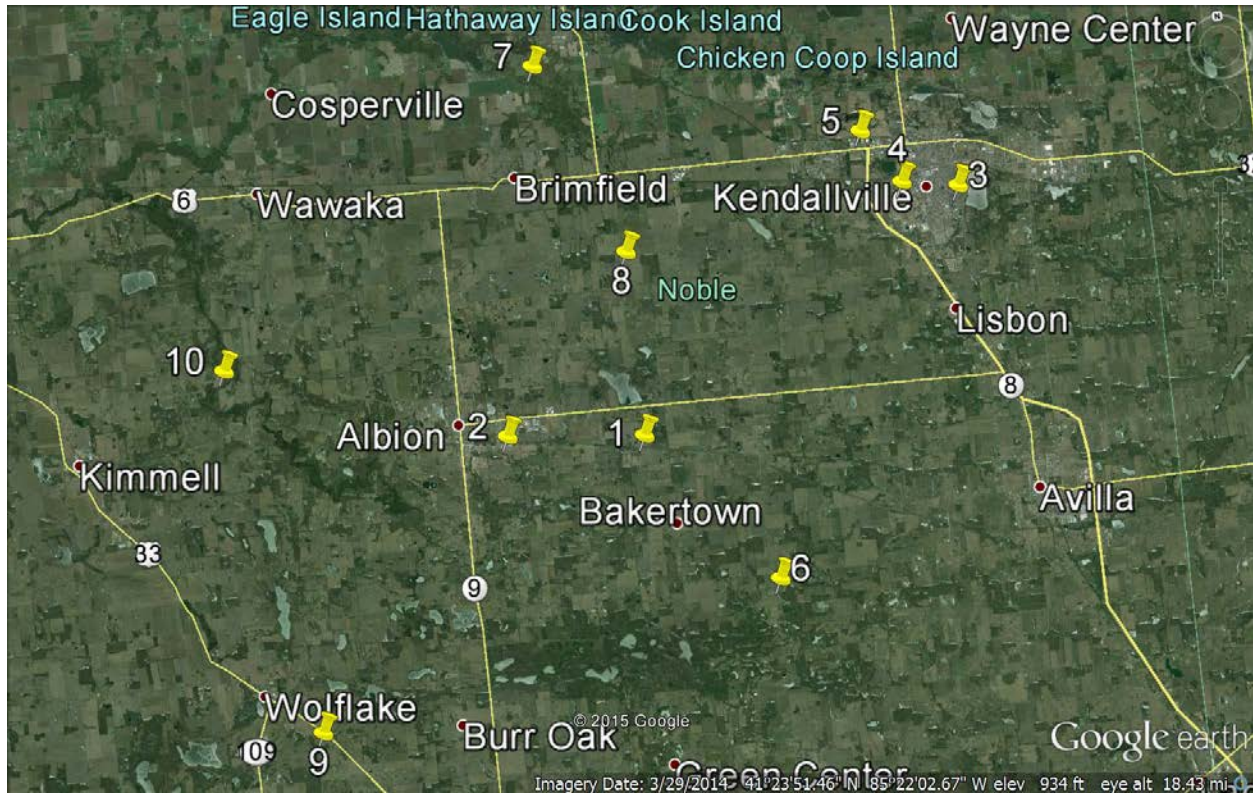 Eagle Island Hathaway Island Cook Island
Wayne Center
Chicken Coop Island
7
Cosperville
5
4
3
6
Wawaka
Brimfield
Kendallville
8
Noble
Lisbon
10
8
Albion
2
1
Kimmell
Bakertown
Avilla
33
6
9
Wolflake
9
Burr Oak
© 2015 Google
Google earth
Green Center
Imagery Date: 3/29/2014 41°23'51.46" N 85°22'02.67" W elev 934 ft eye alt 18.43 mi